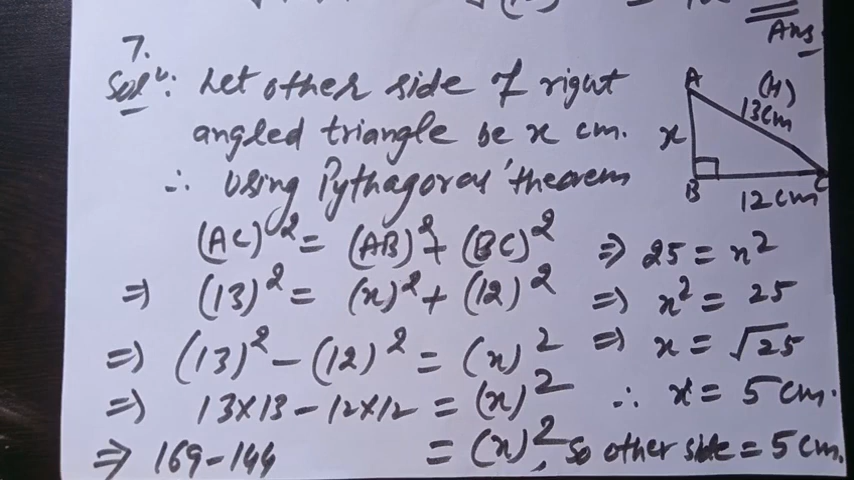 Ans
7.
Solⁿ: Let other side of right
angled triangle be x cm.
∴ Using Pythagoras' theorem
A
(H)
13cm
x
B
C
12cm
(AC)² = (AB)² + (BC)²
⇒ (13)² = (x)² + (12)²
⇒ (13)² - (12)² = (x)²
⇒ 13×13 - 12×12 = (x)²
⇒ 169-144 = (x)²
⇒ 25 = x²
⇒ x² = 25
⇒ x = √25
∴ x = 5 cm.
So other side = 5 cm.